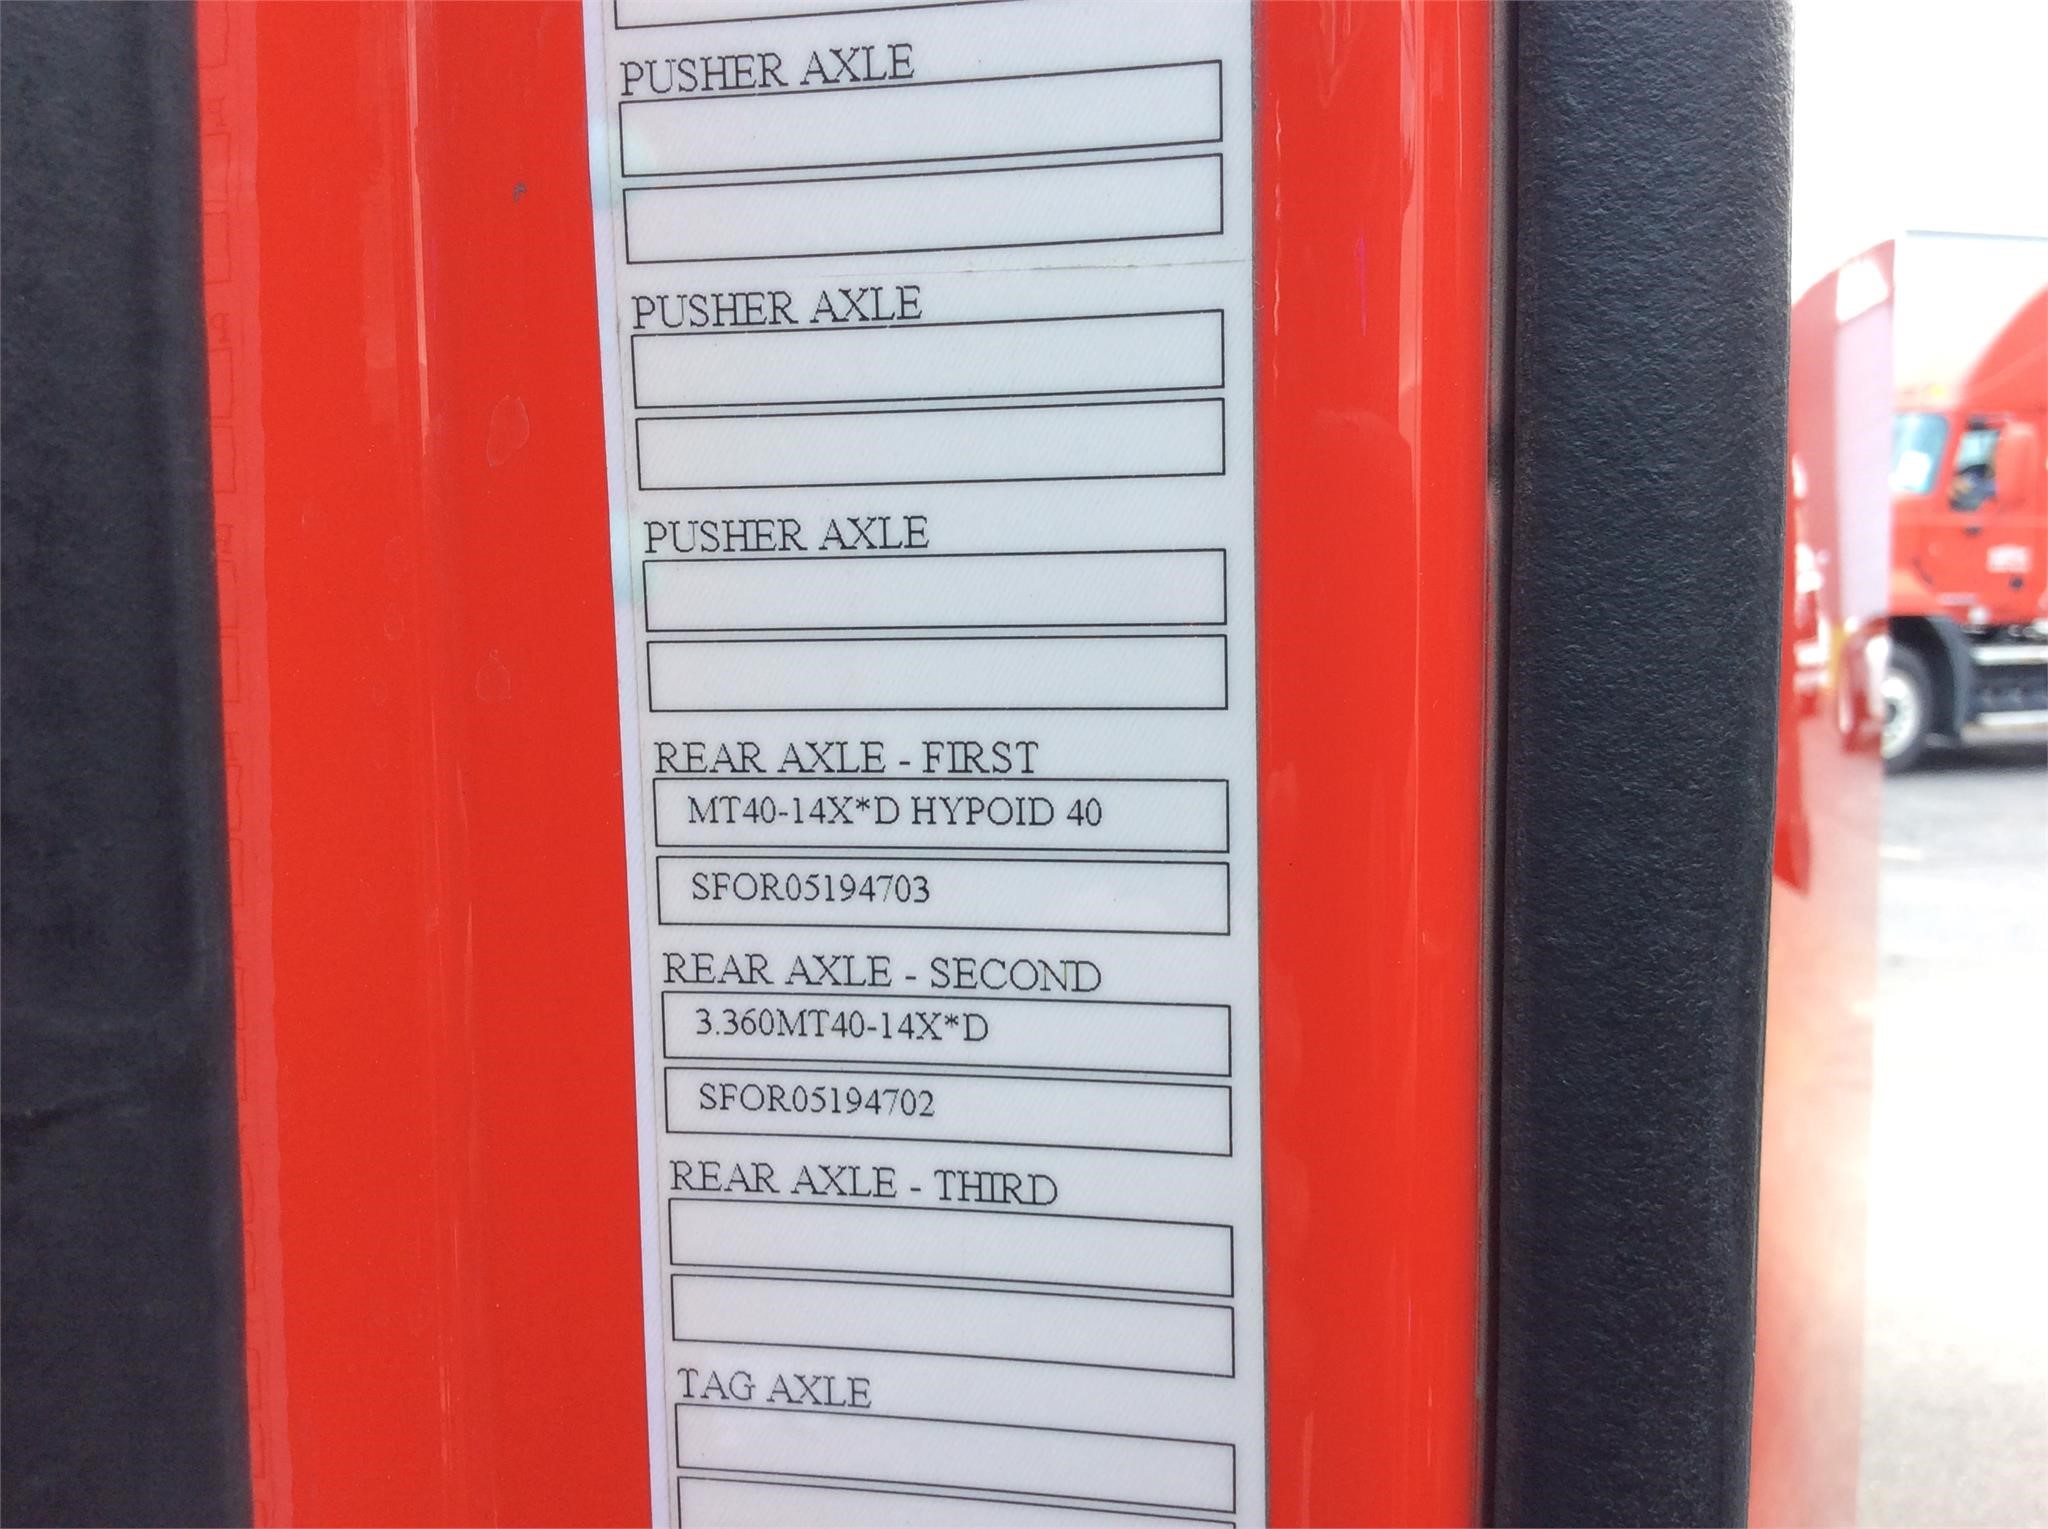 PUSHER AXLE
PUSHER AXLE
PUSHER AXLE
REAR AXLE - FIRST
MT40-14X*D HYPOID 40
SFOR05194703
REAR AXLE - SECOND
3.360MT40-14X*D
SFOR05194702
REAR AXLE - THIRD
TAG AXLE